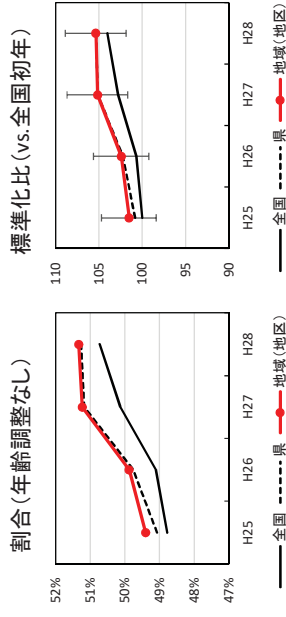 割合(年齢調整なし)
52%
51%
50%
49%
48%
47%
H25 H26 H27 H28
全国 県 地域(地区)
標準化比(vs.全国初年)
110
105
100
95
90
H25 H26 H27 H28
全国 県 地域(地区)